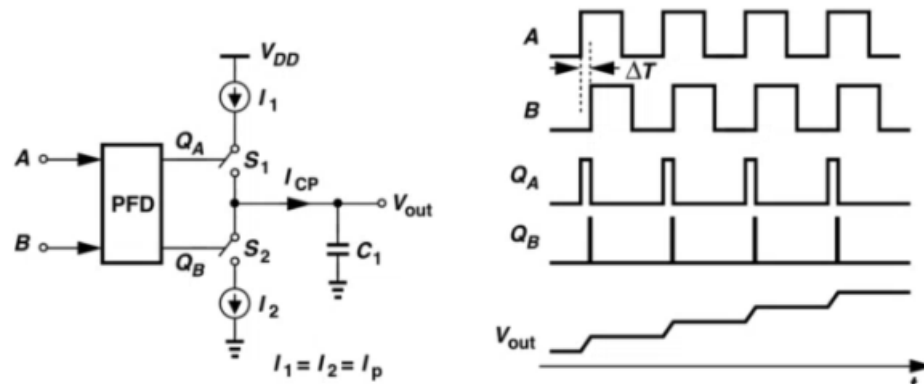 V_DD
I_1
A
Q_A
S_1
I_CP
PFD
V_out
B
Q_B
S_2
C_1
I_2
I_1 = I_2 = I_p
A
ΔT
B
Q_A
Q_B
V_out